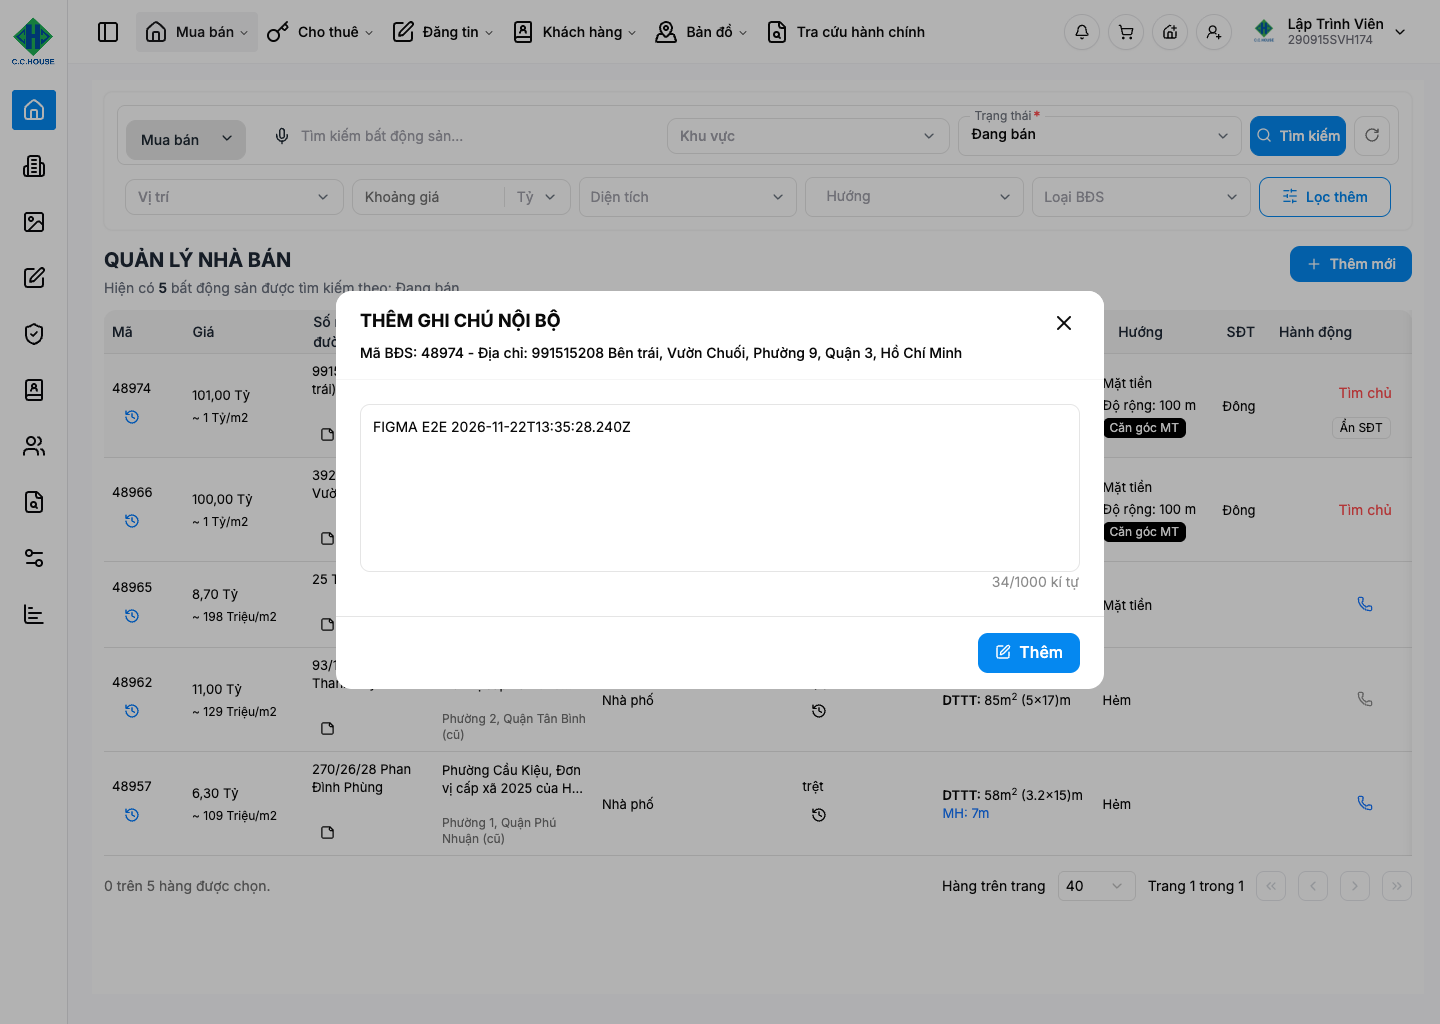 C.C.HOUSE
Mua bán
Cho thuê
Đăng tin
Khách hàng
Bản đồ
Tra cứu hành chính
Lập Trình Viên
290915SVH174
Mua bán
Tìm kiếm bất động sản...
Khu vực
Trạng thái *
Đang bán
Tìm kiếm
Vị trí
Khoảng giá
Tỷ
Diện tích
Hướng
Loại BĐS
Lọc thêm
QUẢN LÝ NHÀ BÁN
Hiện có 5 bất động sản được tìm kiếm theo: Đang bán
Thêm mới
Mã
Giá
Số
Hướng
SĐT
Hành động
48974
101,00 Tỷ
~ 1 Tỷ/m2
trái)
Mặt tiền
Độ rộng: 100 m
Căn góc MT
Đông
Tìm chủ
Ẩn SĐT
48966
100,00 Tỷ
~ 1 Tỷ/m2
392
Mặt tiền
Độ rộng: 100 m
Căn góc MT
Đông
Tìm chủ
48965
8,70 Tỷ
~ 198 Triệu/m2
25
Mặt tiền
48962
11,00 Tỷ
~ 129 Triệu/m2
93/
Phường 2, Quận Tân Bình
(cũ)
Nhà phố
DTTT: 85m² (5x17)m
Hẻm
48957
6,30 Tỷ
~ 109 Triệu/m2
270/26/28 Phan
Đình Phùng
Phường Cầu Kiệu, Đơn
vị cấp xã 2025 của H...
Phường 1, Quận Phú
Nhuận (cũ)
Nhà phố
trệt
DTTT: 58m² (3.2x15)m
MH: 7m
Hẻm
0 trên 5 hàng được chọn.
Hàng trên trang
40
Trang 1 trong 1
THÊM GHI CHÚ NỘI BỘ
Mã BĐS: 48974 - Địa chỉ: 991515208 Bên trái, Vườn Chuối, Phường 9, Quận 3, Hồ Chí Minh
FIGMA E2E 2026-11-22T13:35:28.240Z
34/1000 kí tự
Thêm